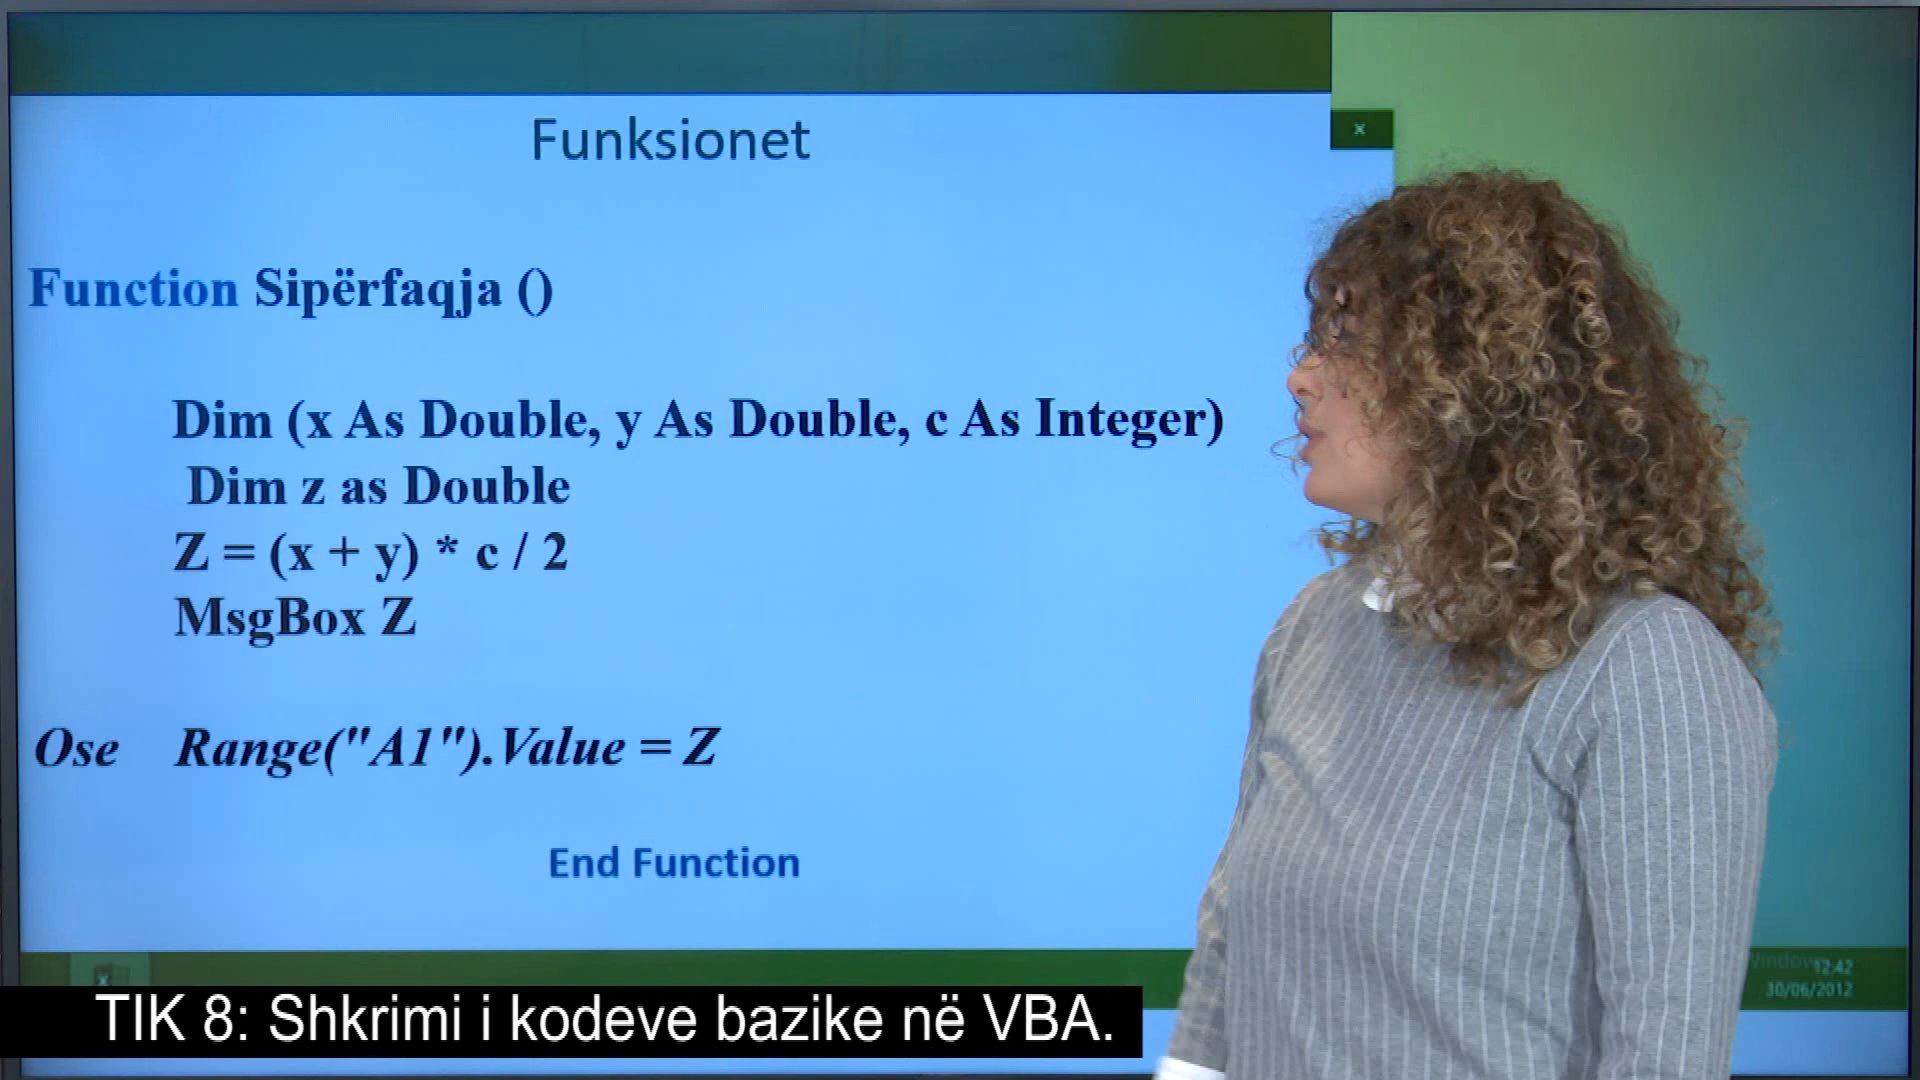 Funksionet
x
Function Sipërfaqja ()
Dim (x As Double, y As Double, c As Integer)
Dim z as Double
Z = (x + y) * c / 2
MsgBox Z
Ose Range("A1").Value = Z
End Function
Windows
12:42
30/06/2012
TIK 8: Shkrimi i kodeve bazike në VBA.